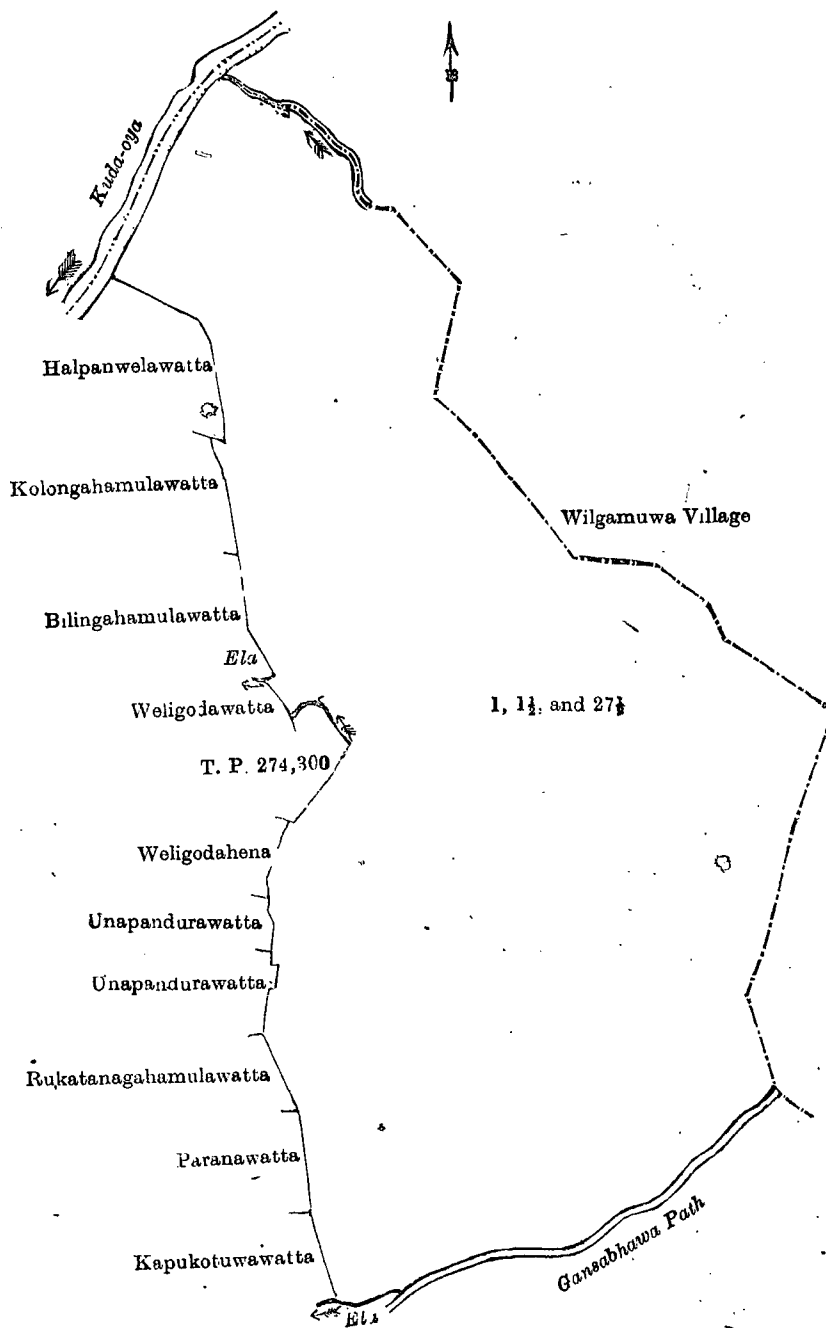 Kuda-oya
Halpanwelawatta
Kolongahamulawatta
Wilgamuwa Village
Bilingahamulawatta
Ela
Weligodawatta
1, 1½, and 27½
T. P. 274,300
Weligodahena
Unapandurawatta
Unapandurawatta
Rukatanagahamulawatta
Paranawatta
Gansabhawa Path
Kapukotuwawatta
Ela